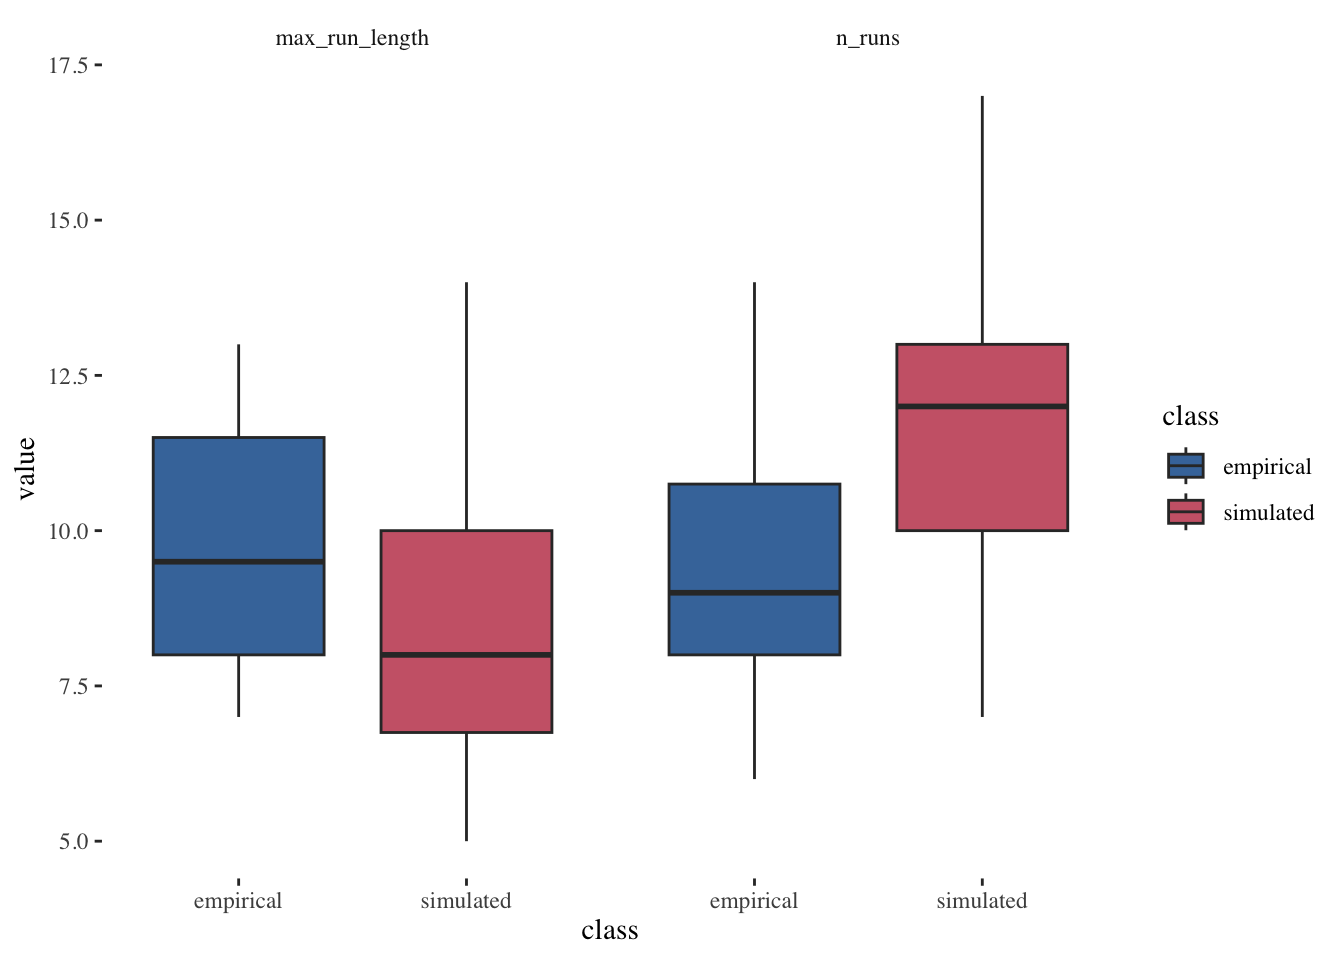 max_run_length
n_runs
17.5
15.0
12.5
10.0
7.5
5.0
value
empirical
simulated
empirical
simulated
class
class
empirical
simulated